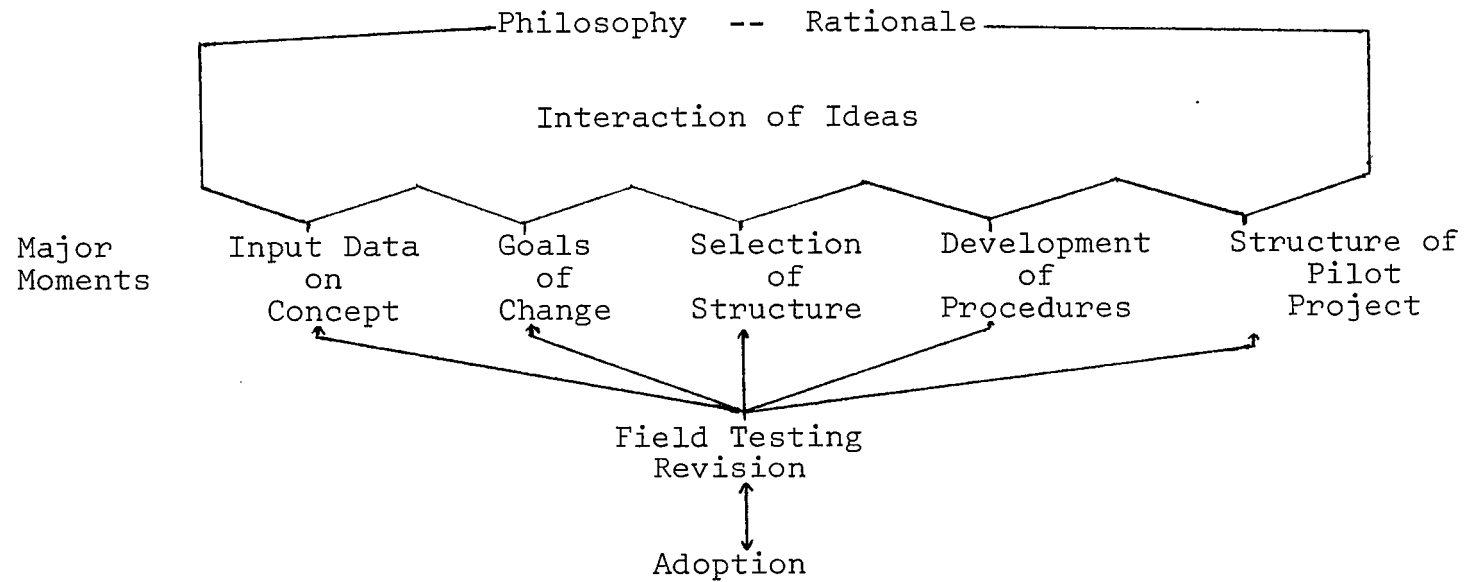 Philosophy -- Rationale
Interaction of Ideas
Major
Moments
Input Data
on
Concept
Goals
of
Change
Selection
of
Structure
Development
of
Procedures
Structure of
Pilot
Project
Field Testing
Revision
Adoption